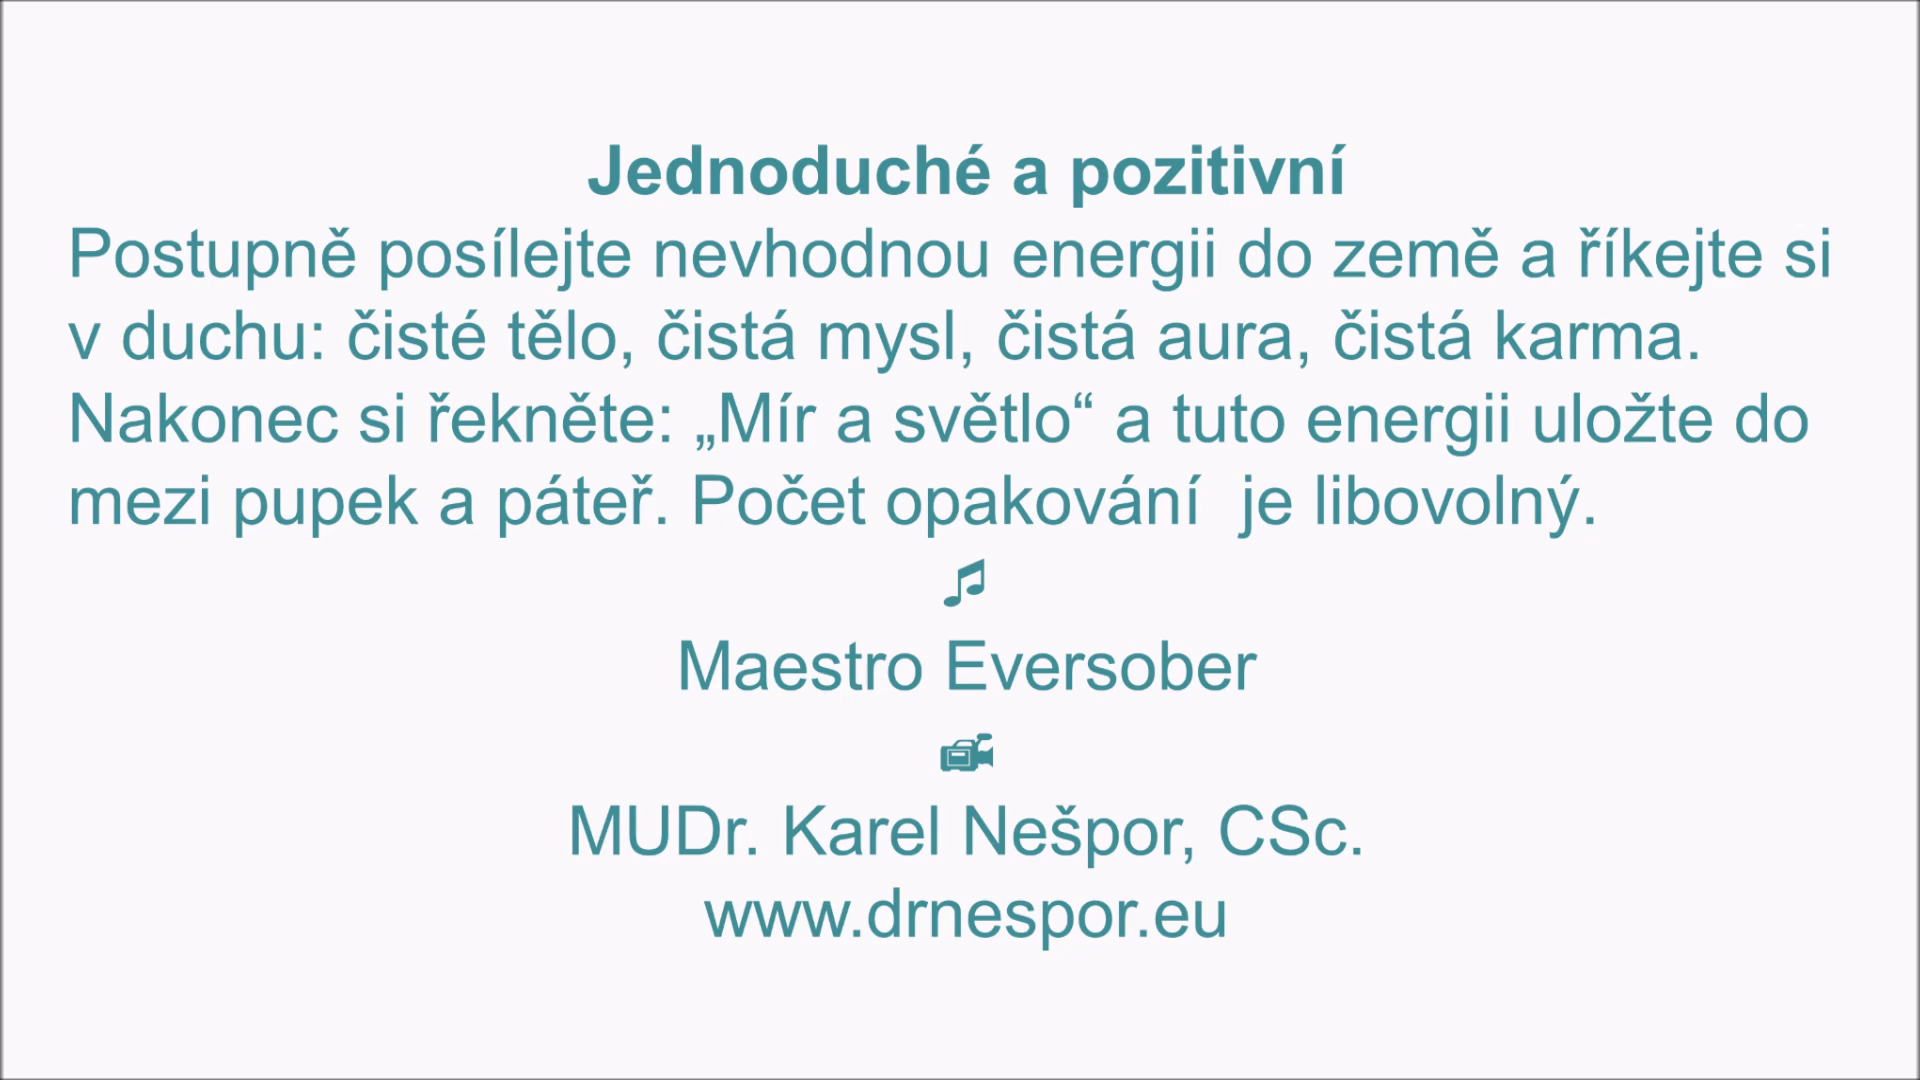 Jednoduché a pozitivní
Postupně posílejte nevhodnou energii do země a říkejte si
v duchu: čisté tělo, čistá mysl, čistá aura, čistá karma.
Nakonec si řekněte: „Mír a světlo“ a tuto energii uložte do
mezi pupek a páteř. Počet opakování  je libovolný.
Maestro Eversober
MUDr. Karel Nešpor, CSc.
www.drnespor.eu